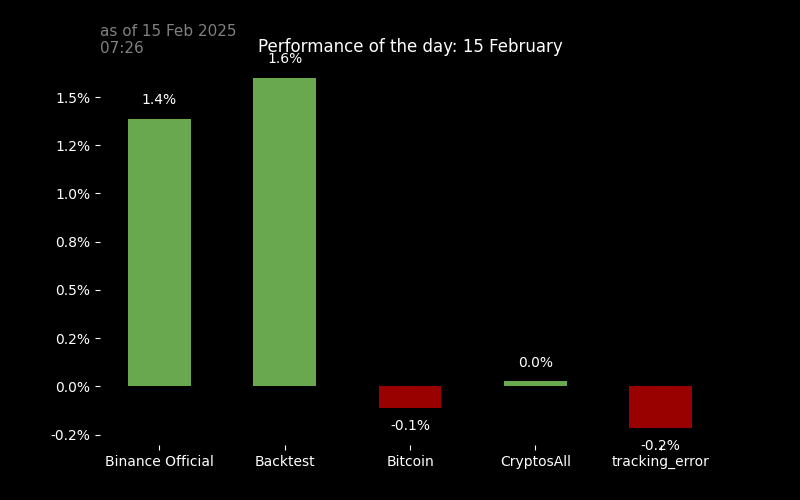 as of 15 Feb 2025
07:26
Performance of the day: 15 February
1.6%
1.4%
1.5%
1.2%
1.0%
0.8%
0.5%
0.2%
0.0%
-0.2%
0.0%
-0.1%
-0.2%
Binance Official
Backtest
Bitcoin
CryptosAll
tracking_error